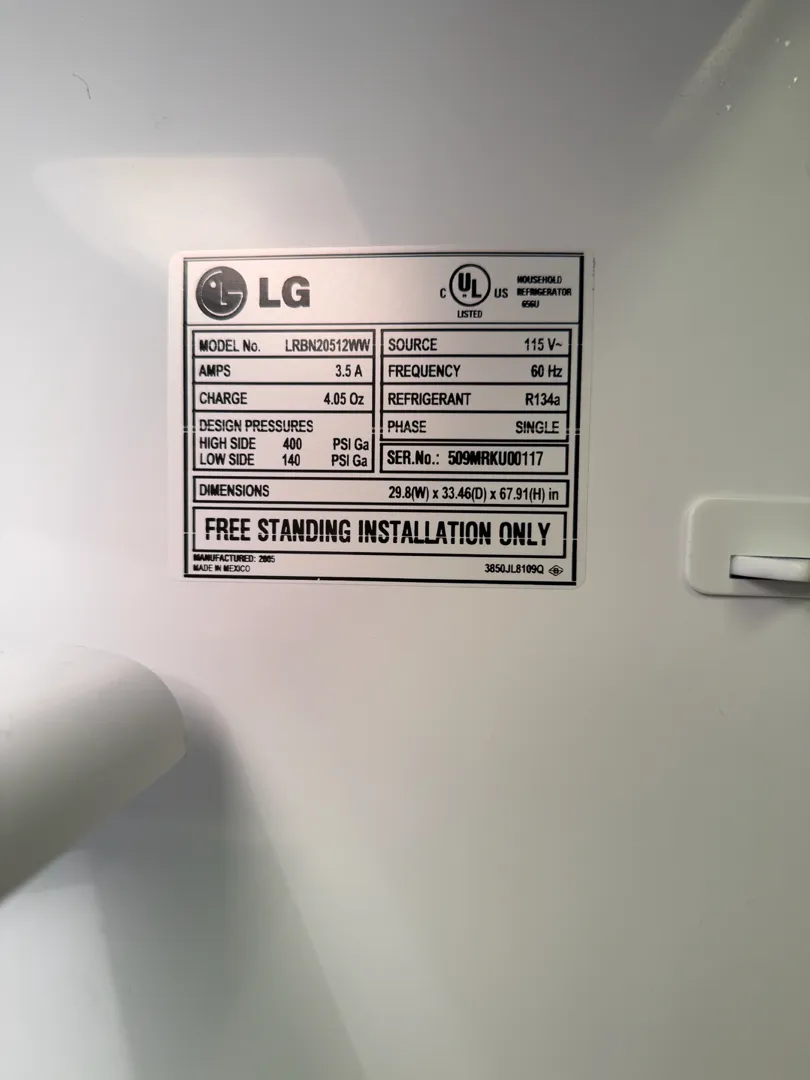 LG
C UL US
LISTED
HOUSEHOLD
REFRIGERATOR
656U
MODEL No. LRBN20512WW
AMPS 3.5 A
CHARGE 4.05 Oz
DESIGN PRESSURES
HIGH SIDE 400 PSI Ga
LOW SIDE 140 PSI Ga
SOURCE 115 V~
FREQUENCY 60 Hz
REFRIGERANT R134a
PHASE SINGLE
SER.No.: 509MRKU00117
DIMENSIONS 29.8(W) x 33.46(D) x 67.91(H) in
FREE STANDING INSTALLATION ONLY
MANUFACTURED: 2005
MADE IN MEXICO
3850JL8109Q